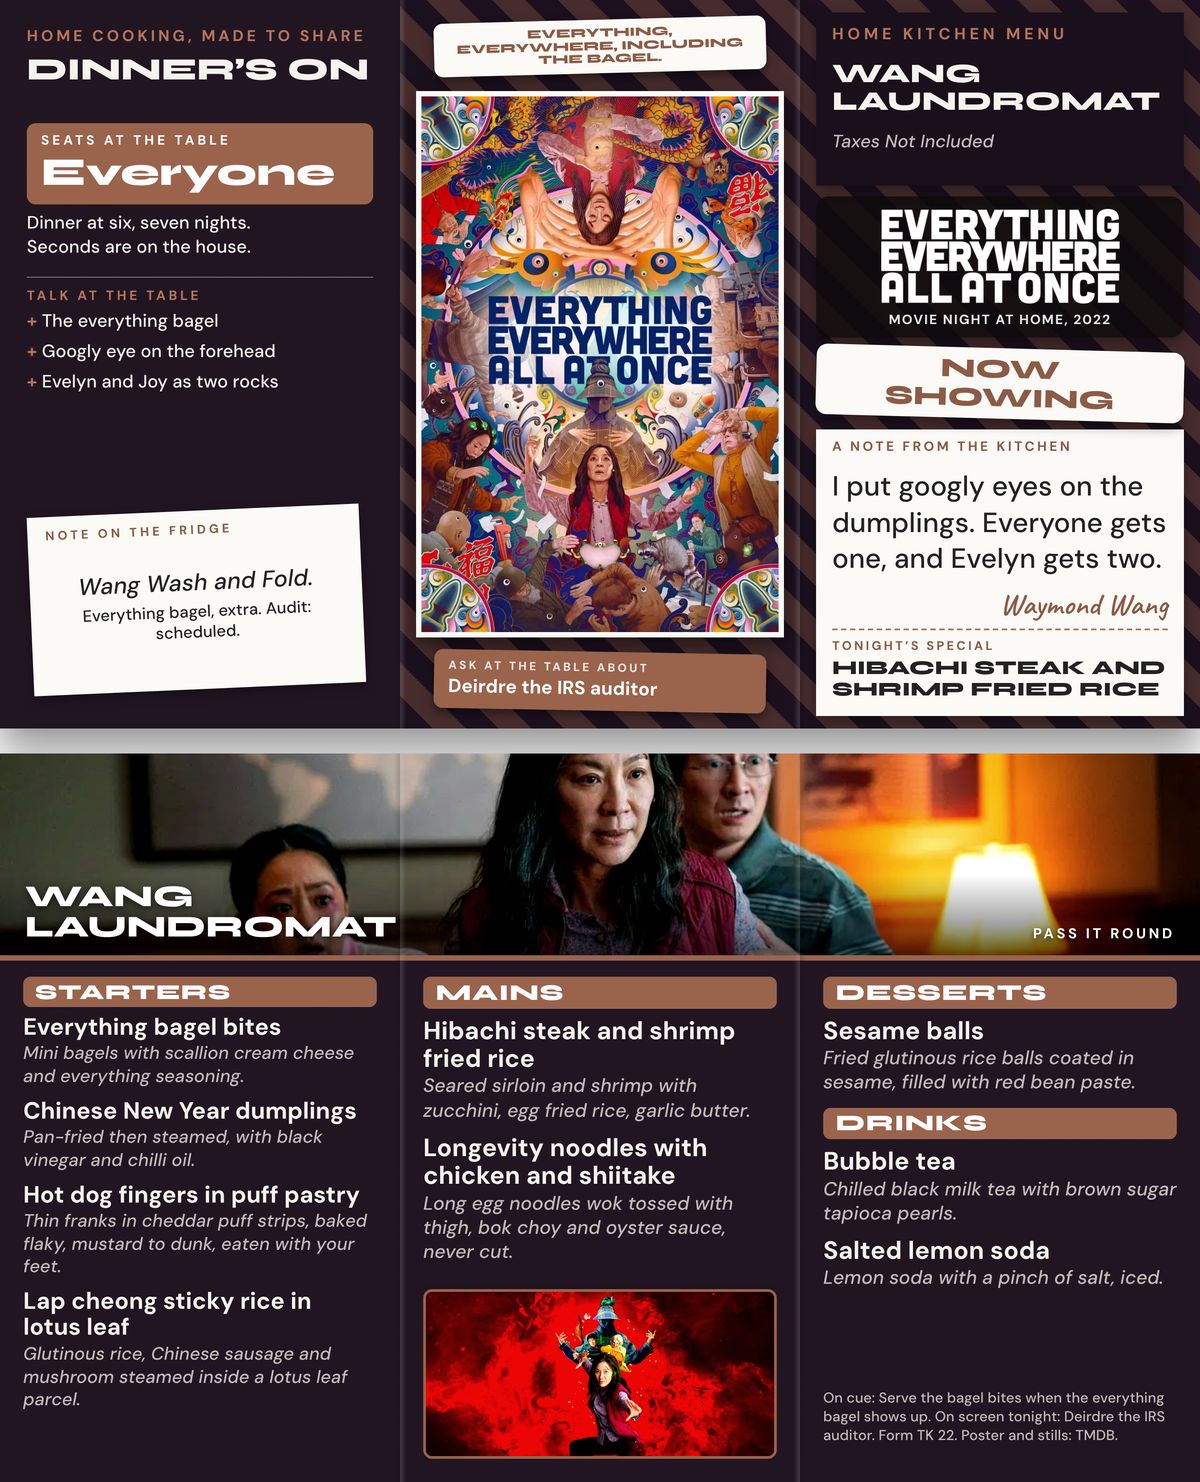 HOME COOKING, MADE TO SHARE
DINNER'S ON
SEATS AT THE TABLE
Everyone
Dinner at six, seven nights.
Seconds are on the house.
TALK AT THE TABLE
+ The everything bagel
+ Googly eye on the forehead
+ Evelyn and Joy as two rocks
NOTE ON THE FRIDGE
Wang Wash and Fold.
Everything bagel, extra. Audit:
scheduled.
EVERYTHING,
EVERYWHERE, INCLUDING
THE BAGEL.
EVERYTHING
EVERYWHERE
ALL AT ONCE
福
福
ASK AT THE TABLE ABOUT
Deirdre the IRS auditor
HOME KITCHEN MENU
WANG
LAUNDROMAT
Taxes Not Included
EVERYTHING
EVERYWHERE
ALL AT ONCE
MOVIE NIGHT AT HOME, 2022
NOW
SHOWING
A NOTE FROM THE KITCHEN
I put googly eyes on the
dumplings. Everyone gets
one, and Evelyn gets two.
Waymond Wang
TONIGHT'S SPECIAL
HIBACHI STEAK AND
SHRIMP FRIED RICE
WANG
LAUNDROMAT
PASS IT ROUND
STARTERS
Everything bagel bites
Mini bagels with scallion cream cheese
and everything seasoning.
Chinese New Year dumplings
Pan-fried then steamed, with black
vinegar and chilli oil.
Hot dog fingers in puff pastry
Thin franks in cheddar puff strips, baked
flaky, mustard to dunk, eaten with your
feet.
Lap cheong sticky rice in
lotus leaf
Glutinous rice, Chinese sausage and
mushroom steamed inside a lotus leaf
parcel.
MAINS
Hibachi steak and shrimp
fried rice
Seared sirloin and shrimp with
zucchini, egg fried rice, garlic butter.
Longevity noodles with
chicken and shiitake
Long egg noodles wok tossed with
thigh, bok choy and oyster sauce,
never cut.
DESSERTS
Sesame balls
Fried glutinous rice balls coated in
sesame, filled with red bean paste.
DRINKS
Bubble tea
Chilled black milk tea with brown sugar
tapioca pearls.
Salted lemon soda
Lemon soda with a pinch of salt, iced.
On cue: Serve the bagel bites when the everything
bagel shows up. On screen tonight: Deirdre the IRS
auditor. Form TK 22. Poster and stills: TMDB.